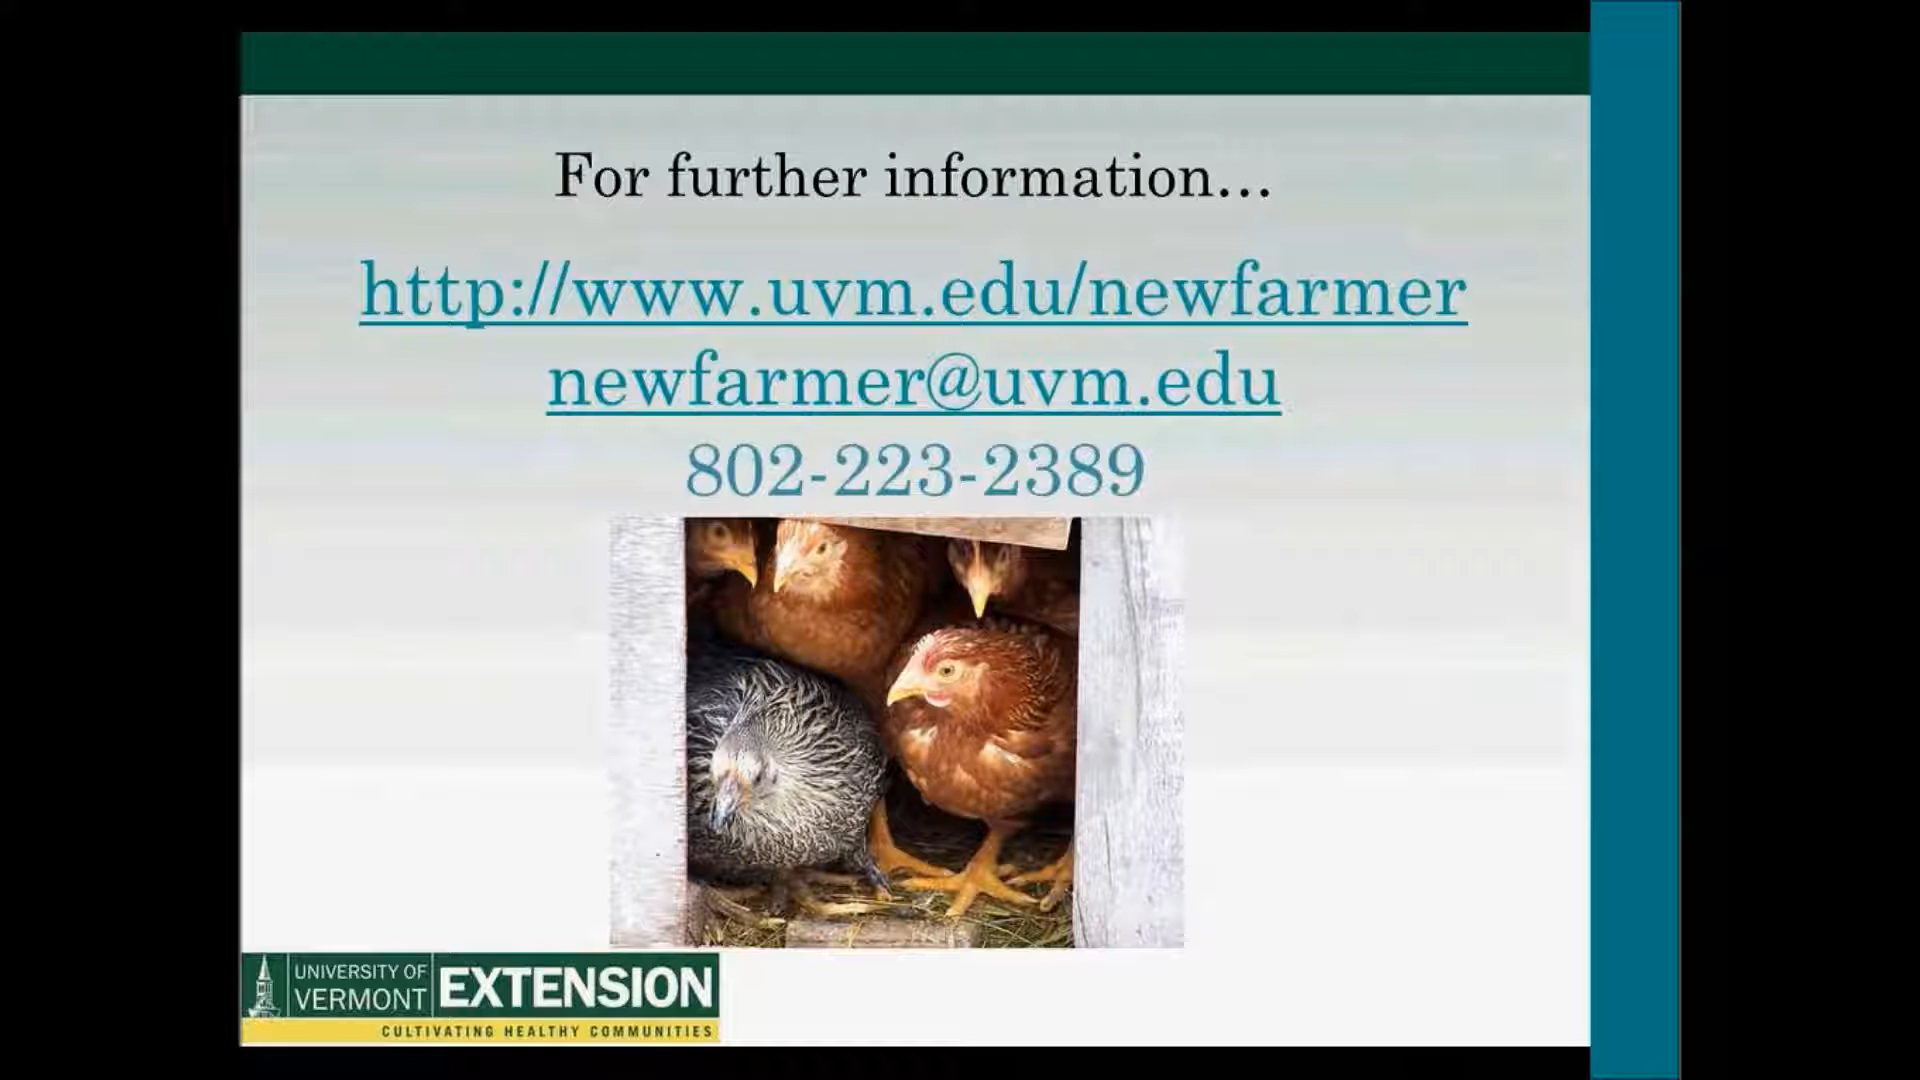 For further information…
http://www.uvm.edu/newfarmer
newfarmer@uvm.edu
802-223-2389
UNIVERSITY OF
VERMONT
EXTENSION
CULTIVATING HEALTHY COMMUNITIES